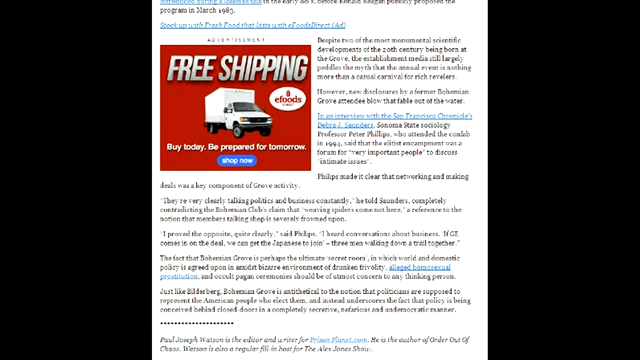 introduced during a lakeside talk in the early 80's, before Ronald Reagan publicly proposed the
program in March 1983.
Stock up with Fresh Food that lasts with eFoodsDirect (Ad)
ADVERTISEMENT
FREE SHIPPING
efoods
DIRECT
Buy today. Be prepared for tomorrow.
shop now
Despite two of the most monumental scientific
developments of the 20th century being born at
the Grove, the establishment media still largely
peddles the myth that the annual event is nothing
more than a casual carnival for rich revelers.
However, new disclosures by a former Bohemian
Grove attendee blow that fable out of the water.
In an interview with the San Francisco Chronicle's
Debra J. Saunders, Sonoma State sociology
Professor Peter Phillips, who attended the confab
in 1994, said that the elitist encampment was a
forum for "very important people" to discuss
"intimate issues".
Philips made it clear that networking and making
deals was a key component of Grove activity.
"They're very clearly talking politics and business constantly," he told Saunders, completely
contradicting the Bohemian Club's claim that "weaving spiders come not here," a reference to the
notion that members talking shop is severely frowned upon.
"I proved the opposite, quite clearly," said Philips. "I heard conversations about business. 'If GE
comes in on the deal, we can get the Japanese to join' – three men walking down a trail together."
The fact that Bohemian Grove is perhaps the ultimate 'secret room', in which world and domestic
policy is agreed upon in amidst bizarre environment of drunken frivolity, alleged homosexual
prostitution, and occult pagan ceremonies should be of utmost concern to any thinking person.
Just like Bilderberg, Bohemian Grove is antithetical to the notion that politicians are supposed to
represent the American people who elect them, and instead underscores the fact that policy is being
conceived behind closed-doors in a completely secretive, nefarious and undemocratic manner.
*********************
Paul Joseph Watson is the editor and writer for Prison Planet.com. He is the author of Order Out Of
Chaos. Watson is also a regular fill in host for The Alex Jones Show.